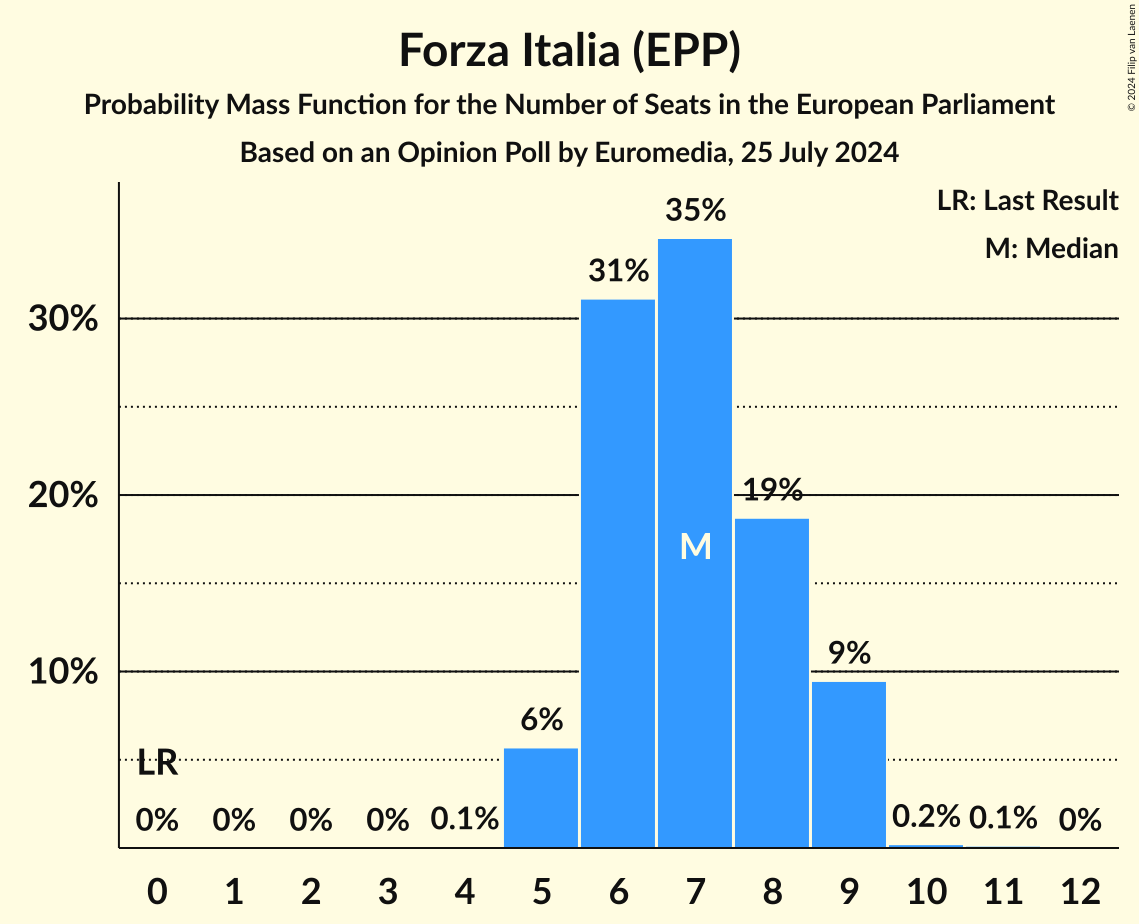 Forza Italia (EPP)
Probability Mass Function for the Number of Seats in the European Parliament
Based on an Opinion Poll by Euromedia, 25 July 2024
© 2024 Filip van Laenen
LR: Last Result
M: Median
35%
31%
30%
20%
19%
M
10%
9%
6%
LR
0% 0% 0% 0% 0.1% 0.2% 0.1% 0%
0 1 2 3 4 5 6 7 8 9 10 11 12